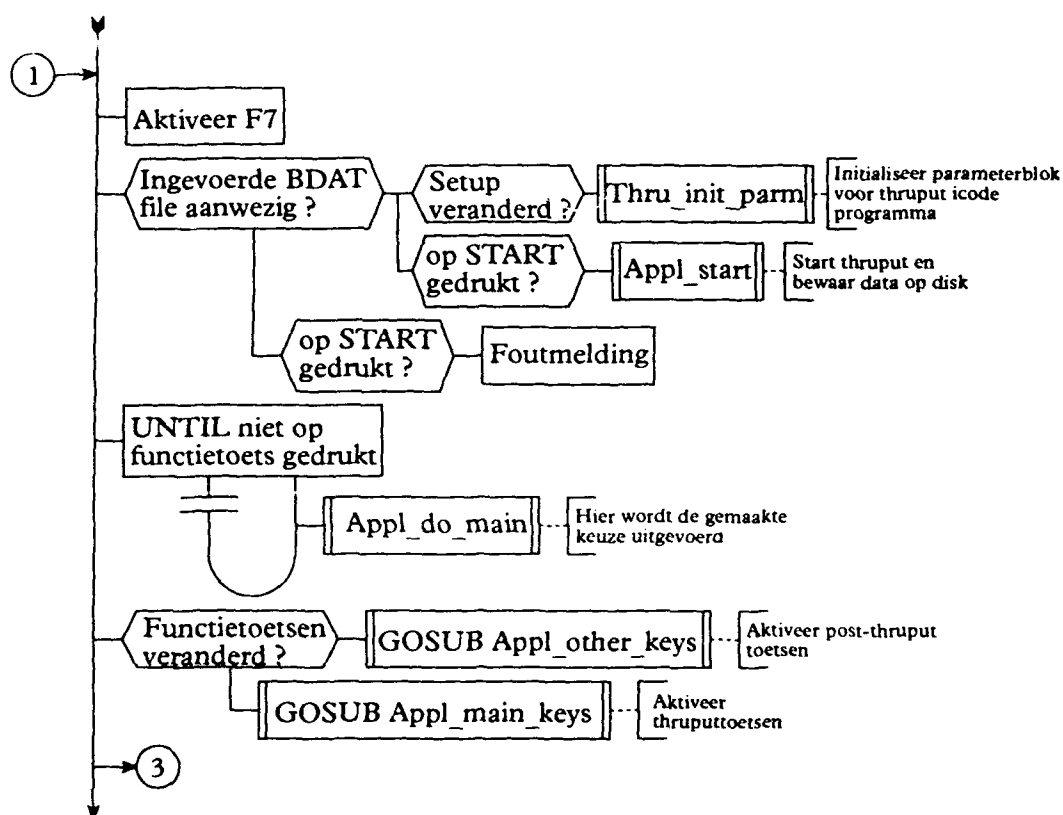 1
Aktiveer F7
Ingevoerde BDAT
file aanwezig ?
Setup
veranderd ?
Thru_init_parm
Initialiseer parameterblok
voor thruput icode
programma
op START
gedrukt ?
Appl_start
Start thruput en
bewaar data op disk
op START
gedrukt ?
Foutmelding
UNTIL niet op
functietoets gedrukt
Appl_do_main
Hier wordt de gemaakte
keuze uitgevoerd
Functietoetsen
veranderd ?
GOSUB Appl_other_keys
Aktiveer post-thruput
toetsen
GOSUB Appl_main_keys
Aktiveer
thruputtoetsen
3